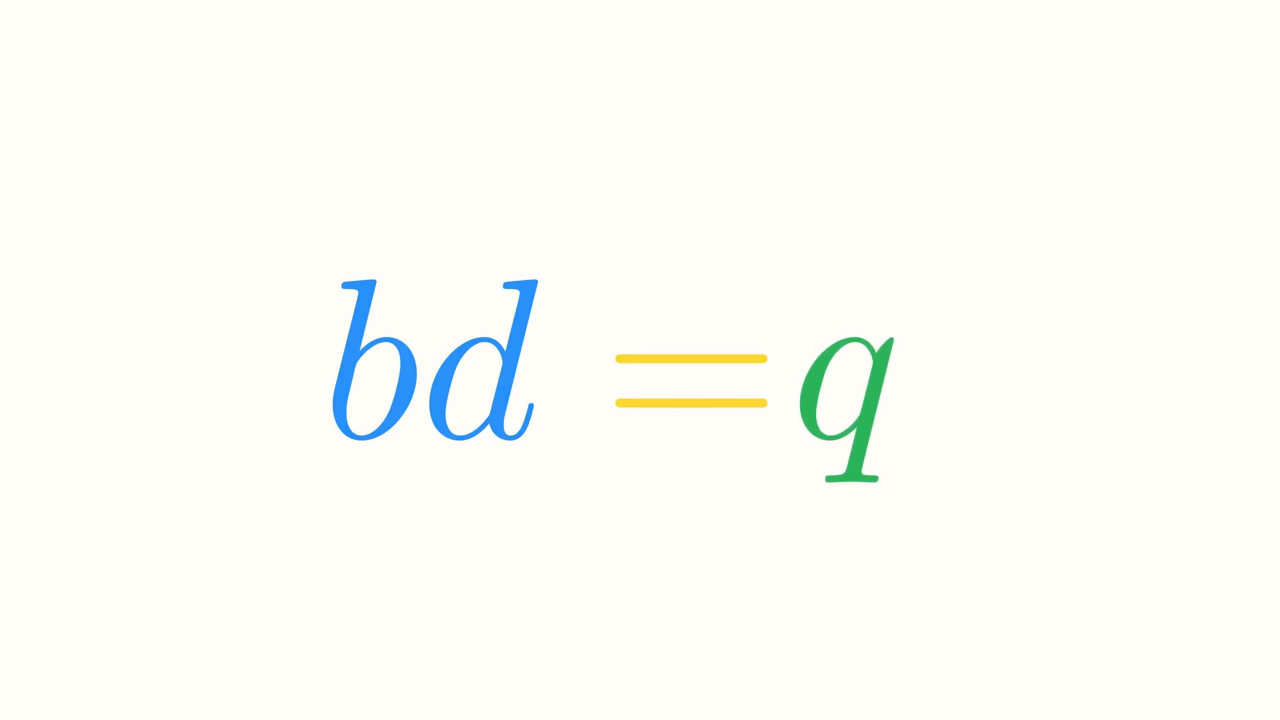 bd = q